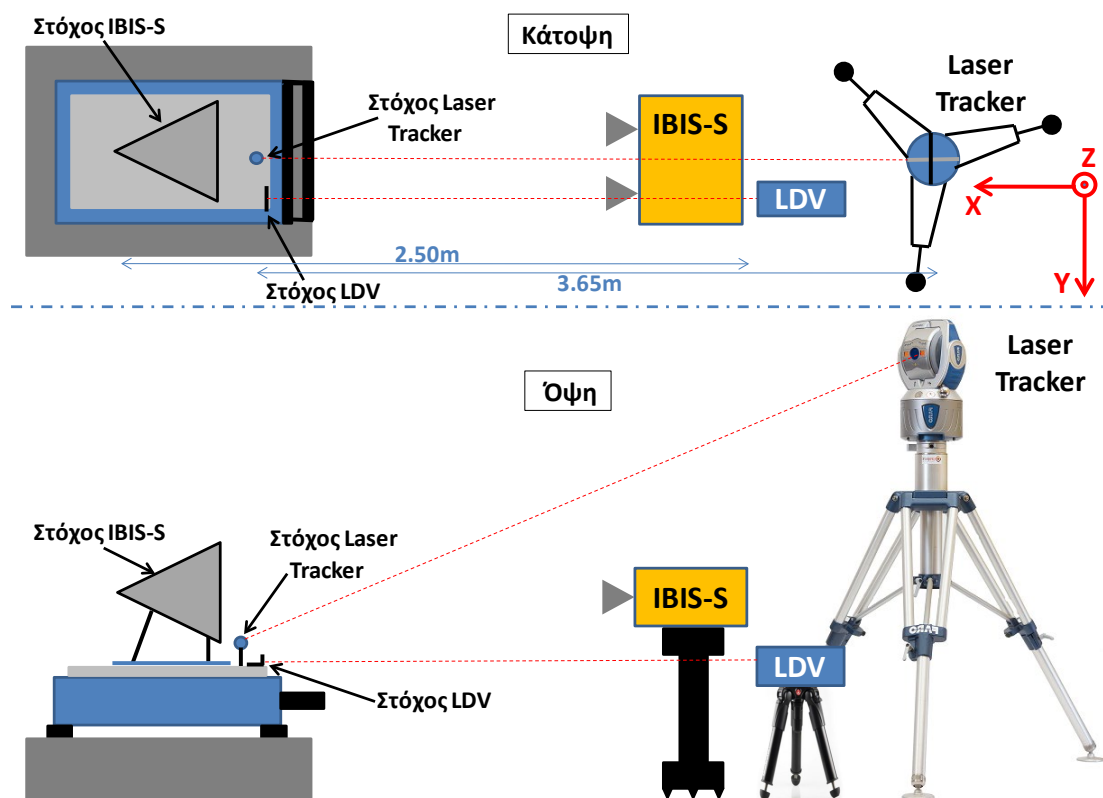 Στόχος IBIS-S
Κάτοψη
Laser
Tracker
Στόχος Laser
Tracker
IBIS-S
LDV
Z
X
Y
2.50m
3.65m
Στόχος LDV
Όψη
Laser
Tracker
Στόχος IBIS-S
Στόχος Laser
Tracker
IBIS-S
LDV
Στόχος LDV
FARO